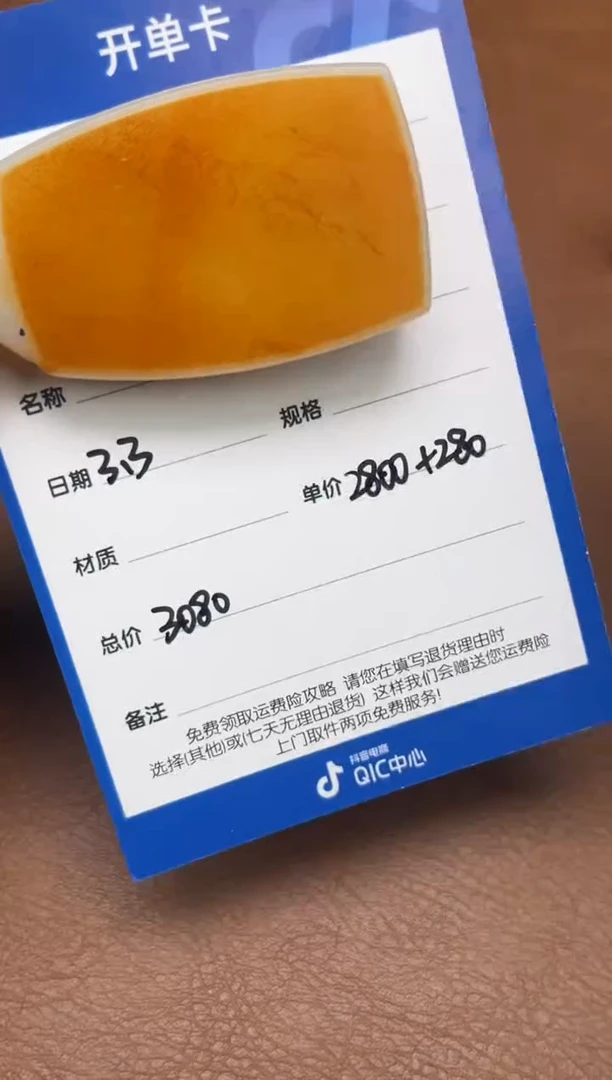 开单卡
名称
规格
日期 3.3
单价 2800+280
材质
总价 3080
备注
免费领取运费险攻略 请您在填写退货理由时
选择(其他)或(七天无理由退货) 这样我们会赠送您运费险
上门取件两项免费服务!
抖音电商
QIC中心